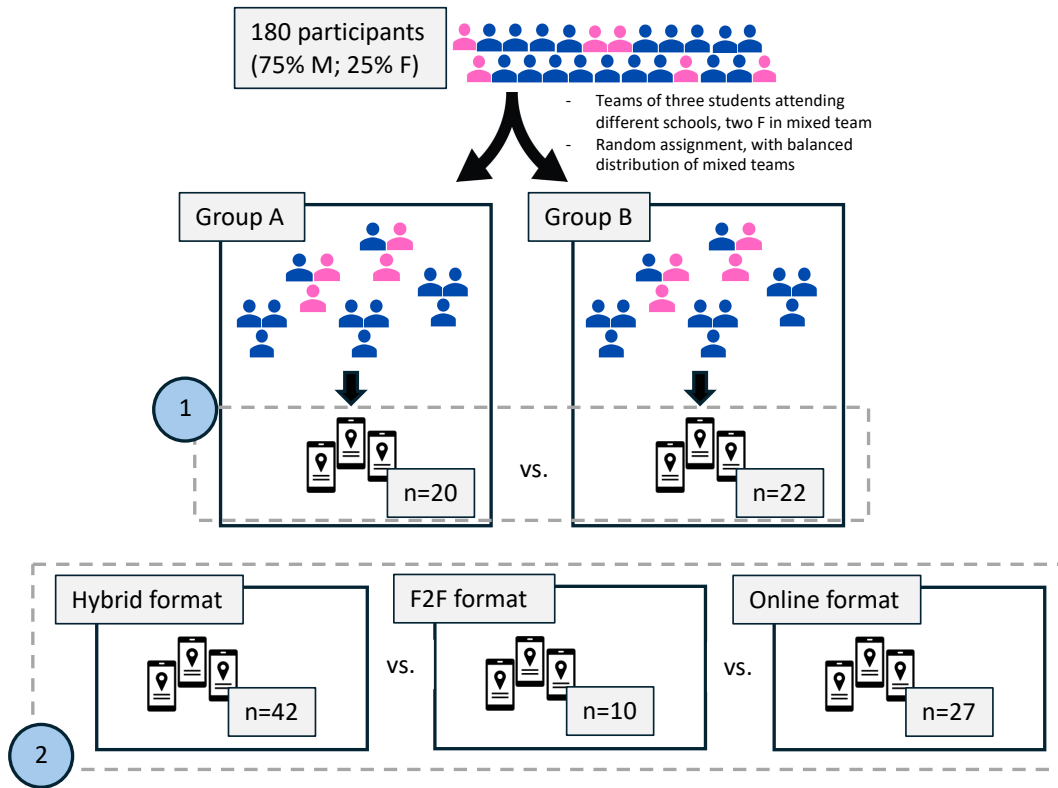 180 participants
(75% M; 25% F)
- Teams of three students attending
different schools, two F in mixed team
- Random assignment, with balanced
distribution of mixed teams
Group A
Group B
1
n=20
vs.
n=22
Hybrid format
F2F format
Online format
n=42
vs.
n=10
vs.
n=27
2